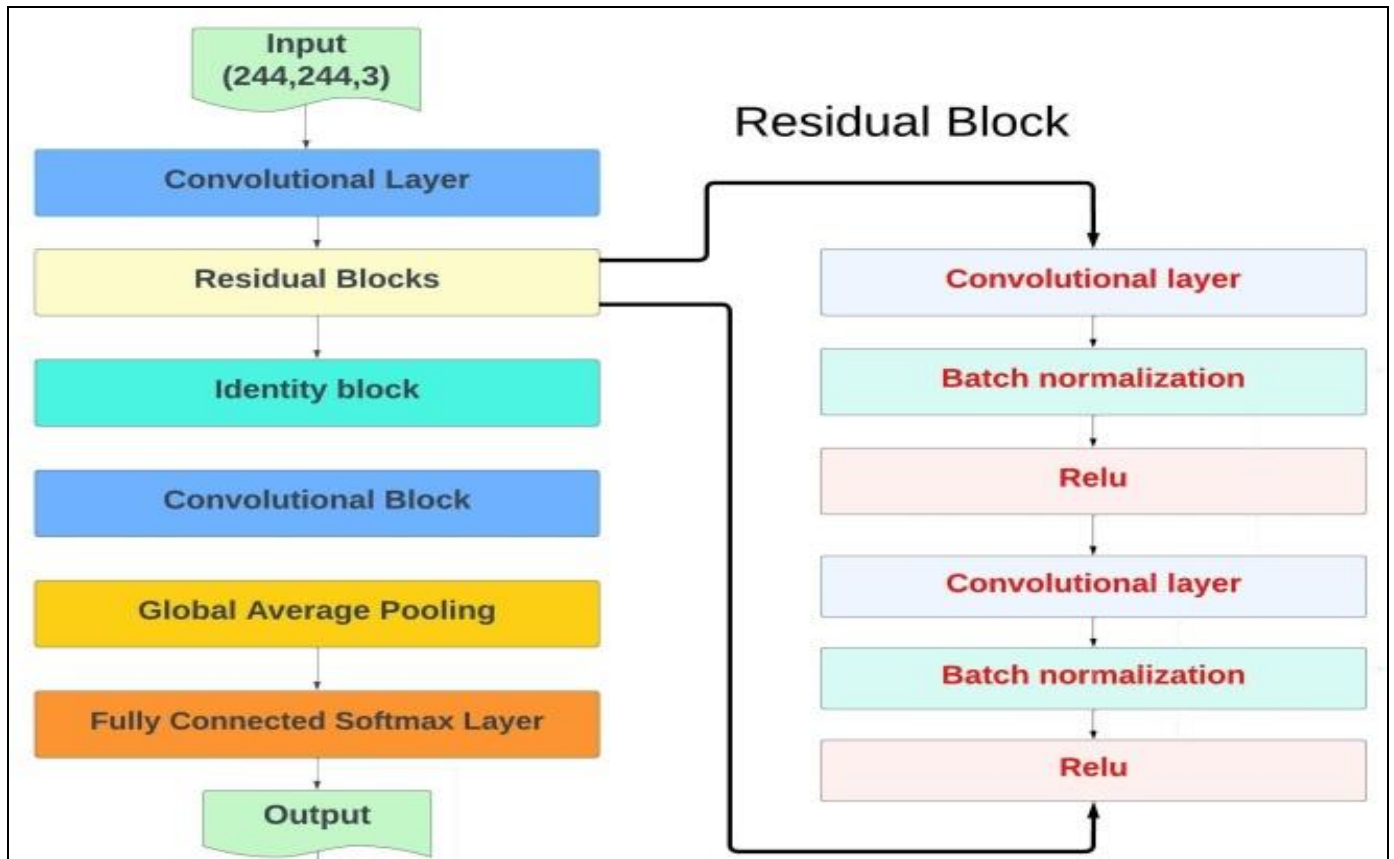 Input
(244,244,3)
Convolutional Layer
Residual Blocks
Identity block
Convolutional Block
Global Average Pooling
Fully Connected Softmax Layer
Output
Residual Block
Convolutional layer
Batch normalization
Relu
Convolutional layer
Batch normalization
Relu